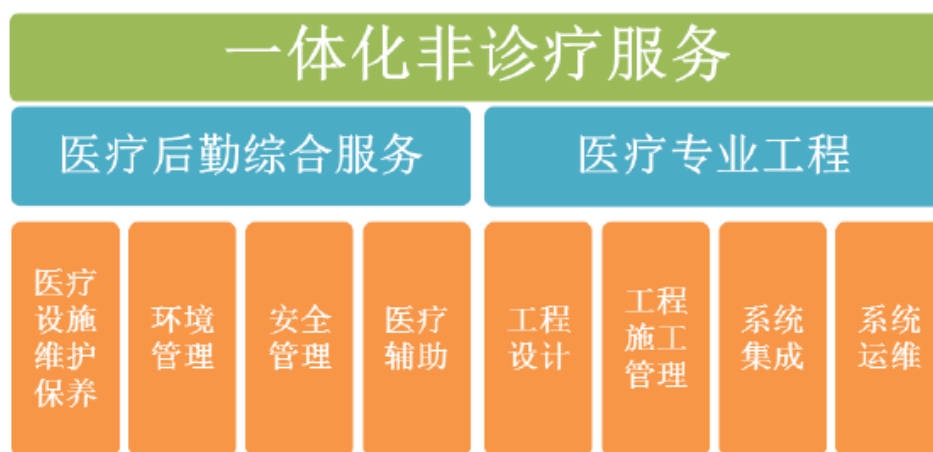 一体化非诊疗服务
医疗后勤综合服务
医疗专业工程
医疗
设施
维护
保养
环境
管理
安全
管理
医疗
辅助
工程
设计
工程
施工
管理
系统
集成
系统
运维